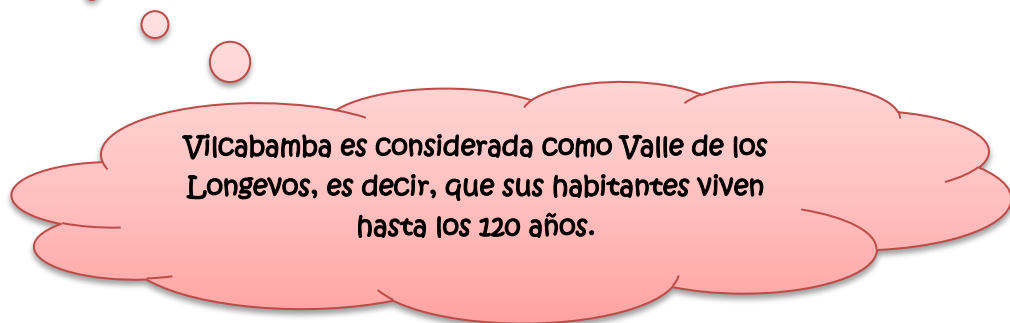 Vilcabamba es considerada como Valle de los
Longevos, es decir, que sus habitantes viven
hasta los 120 años.